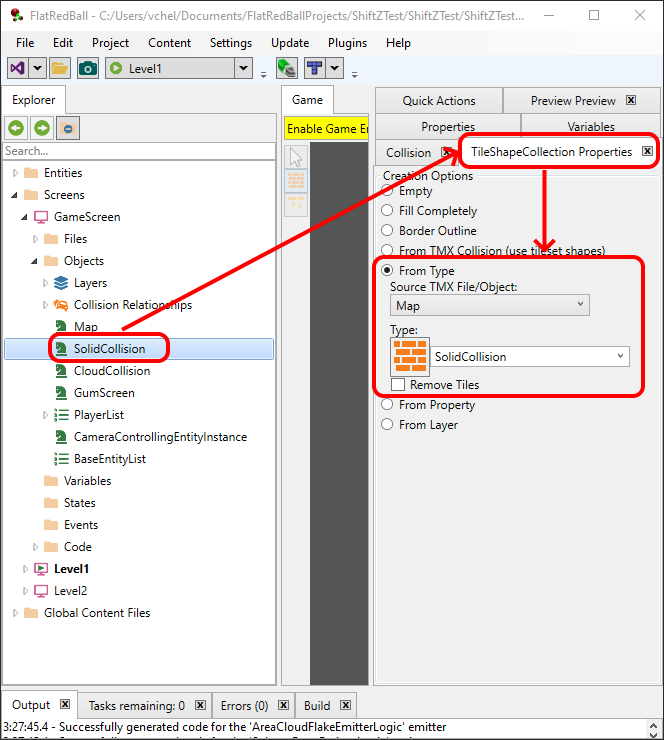 FlatRedBall - C:/Users/vchel/Documents/FlatRedBallProjects/ShiftZTest/ShiftZTest/ShiftZTest...
File Edit Project Content Settings Update Plugins Help
Level1
Explorer
Search...
Entities
Screens
GameScreen
Files
Objects
Layers
Collision Relationships
Map
SolidCollision
CloudCollision
GumScreen
PlayerList
CameraControllingEntityInstance
BaseEntityList
Variables
States
Events
Code
Level1
Level2
Global Content Files
Game
Enable Game E
Quick Actions Preview Preview
Properties Variables
Collision TileShapeCollection Properties
Creation Options
Empty
Fill Completely
Border Outline
From TMX Collision (use tileset shapes)
From Type
Source TMX File/Object:
Map
Type:
SolidCollision
Remove Tiles
From Property
From Layer
Output Tasks remaining: 0 Errors (0) Build
3:27:45.4 - Successfully generated code for the 'AreaCloudFlakeEmitterLogic' emitter